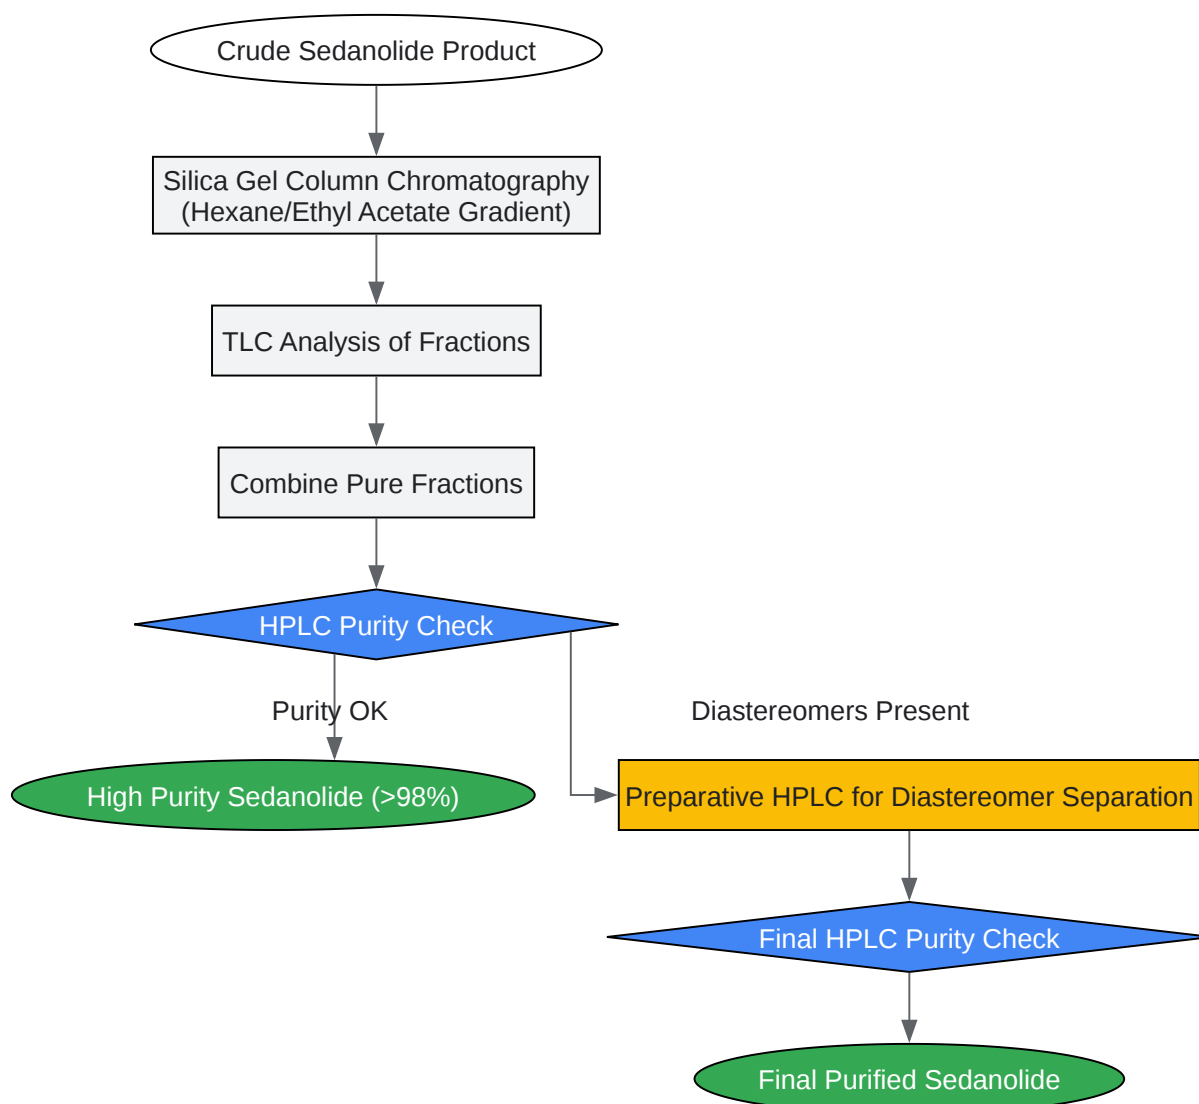 Crude Sedanolide Product
Silica Gel Column Chromatography
(Hexane/Ethyl Acetate Gradient)
TLC Analysis of Fractions
Combine Pure Fractions
HPLC Purity Check
Purity OK
Diastereomers Present
High Purity Sedanolide (>98%)
Preparative HPLC for Diastereomer Separation
Final HPLC Purity Check
Final Purified Sedanolide